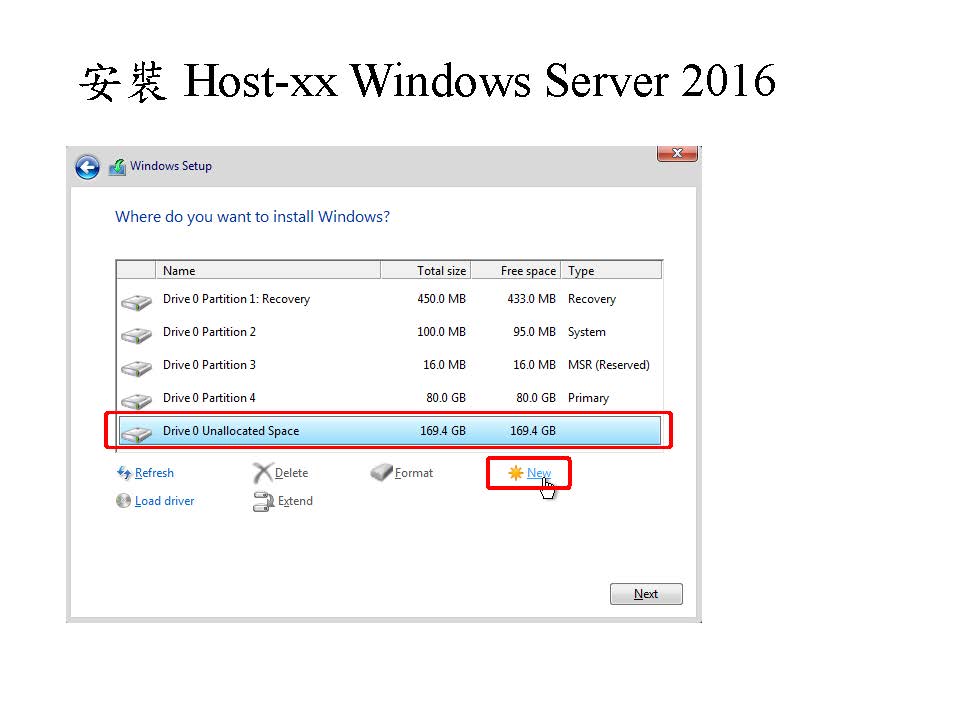 安裝 Host-xx Windows Server 2016
Windows Setup
Where do you want to install Windows?
Name Total size Free space Type
Drive 0 Partition 1: Recovery 450.0 MB 433.0 MB Recovery
Drive 0 Partition 2 100.0 MB 95.0 MB System
Drive 0 Partition 3 16.0 MB 16.0 MB MSR (Reserved)
Drive 0 Partition 4 80.0 GB 80.0 GB Primary
Drive 0 Unallocated Space 169.4 GB 169.4 GB
Refresh Delete Format New
Load driver Extend
Next